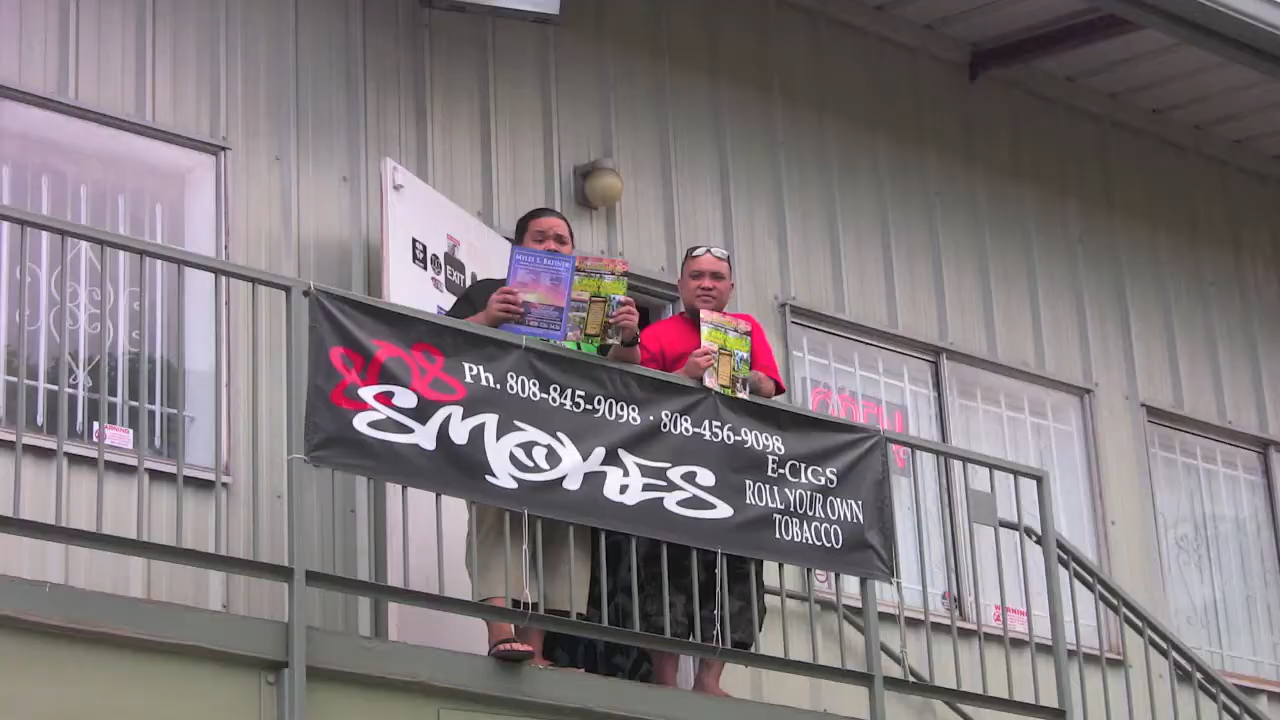 EXIT
MYLES S. BREINER
808
Ph. 808-845-9098 · 808-456-9098
SMOKES
E-CIGS
ROLL YOUR OWN
TOBACCO
OPEN
WARNING
WARNING